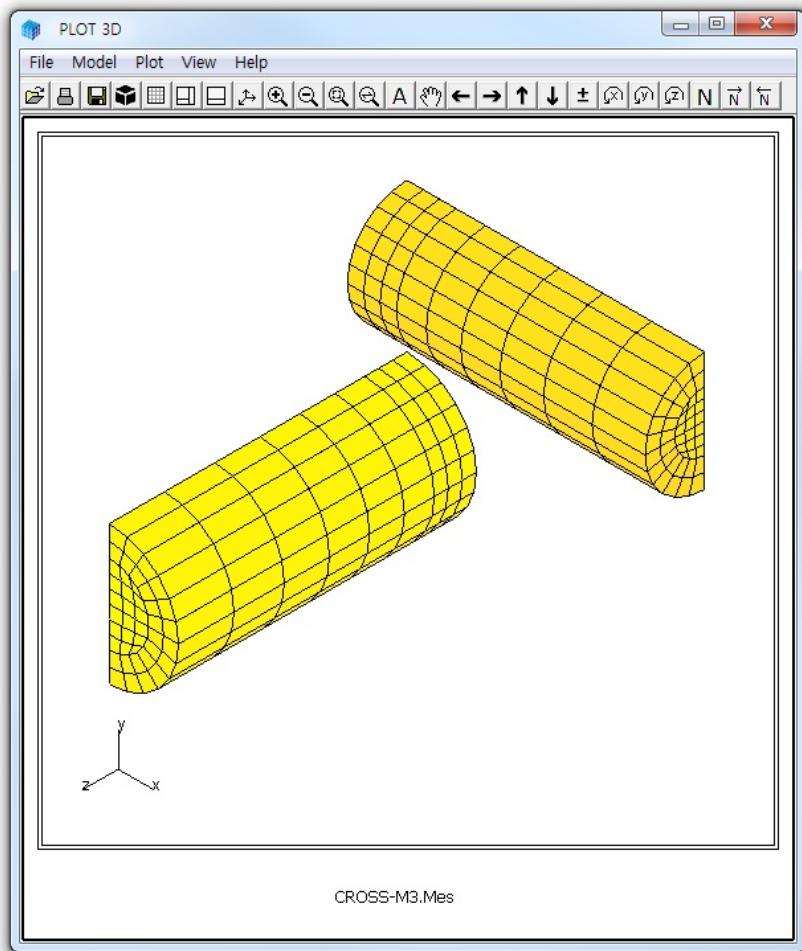 PLOT 3D
File Model Plot View Help
A ± x y z N N N
y
z x
CROSS-M3.Mes